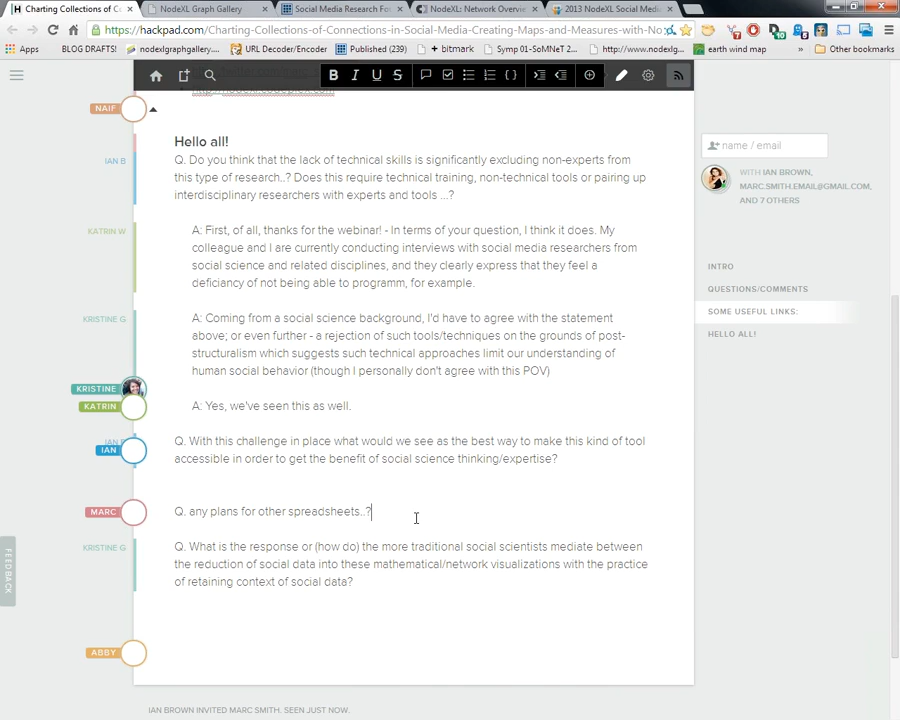 Charting Collections of C
NodeXL Graph Gallery
Social Media Research Fo
NodeXL: Network Overvie
2013 NodeXL Social Media
https://hackpad.com/Charting-Collections-of-Connections-in-Social-Media-Creating-Maps-and-Measures-with-No
Apps
BLOG DRAFTS!
nodexlgraphgallery....
URL Decoder/Encoder
Published (239)
+ bitmark
Symp 01-SoMNeT 2...
http://www.nodexlg...
earth wind map
Other bookmarks
B I U S
NAIF
Hello all!
IAN B
Q. Do you think that the lack of technical skills is significantly excluding non-experts from
this type of research..? Does this require technical training, non-technical tools or pairing up
interdisciplinary researchers with experts and tools ...?
KATRIN W
A: First, of all, thanks for the webinar! - In terms of your question, I think it does. My
colleague and I are currently conducting interviews with social media researchers from
social science and related disciplines, and they clearly express that they feel a
deficiancy of not being able to programm, for example.
KRISTINE G
A: Coming from a social science background, I'd have to agree with the statement
above; or even further - a rejection of such tools/techniques on the grounds of post-
structuralism which suggests such technical approaches limit our understanding of
human social behavior (though I personally don't agree with this POV)
KRISTINE
KATRIN
A: Yes, we've seen this as well.
IAN
Q. With this challenge in place what would we see as the best way to make this kind of tool
accessible in order to get the benefit of social science thinking/expertise?
MARC
Q. any plans for other spreadsheets..?
KRISTINE G
Q. What is the response or (how do) the more traditional social scientists mediate between
the reduction of social data into these mathematical/network visualizations with the practice
of retaining context of social data?
ABBY
IAN BROWN INVITED MARC SMITH. SEEN JUST NOW.
name / email
WITH IAN BROWN,
MARC.SMITH.EMAIL@GMAIL.COM,
AND 7 OTHERS
INTRO
QUESTIONS/COMMENTS
SOME USEFUL LINKS:
HELLO ALL!
FEEDBACK